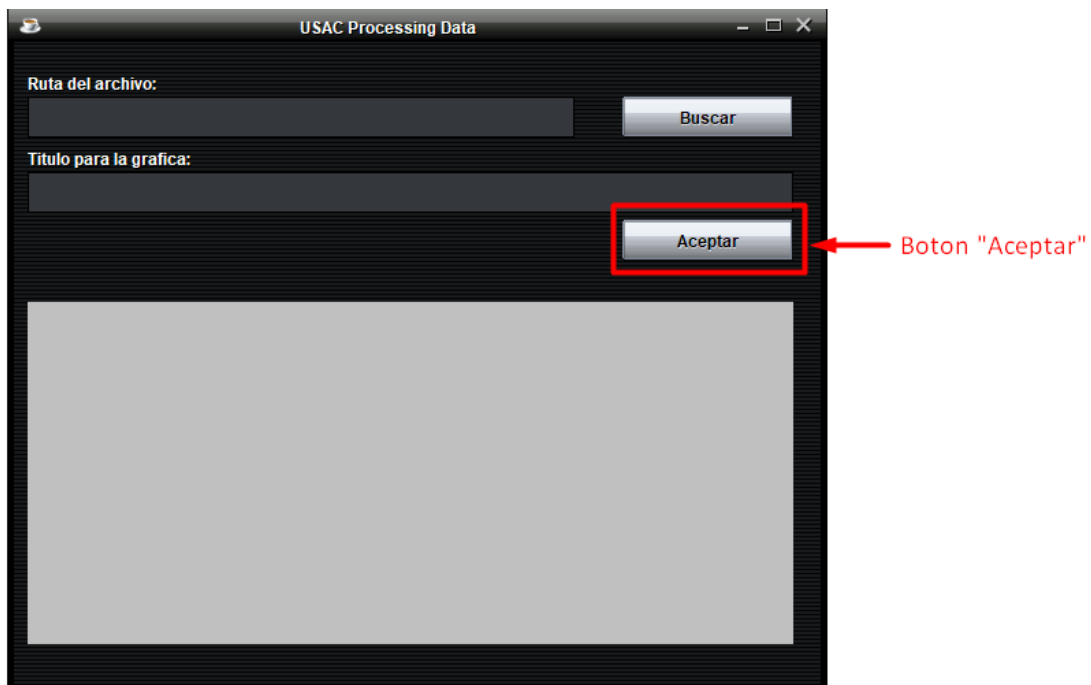 USAC Processing Data
Ruta del archivo:
Buscar
Titulo para la grafica:
Aceptar
Boton "Aceptar"